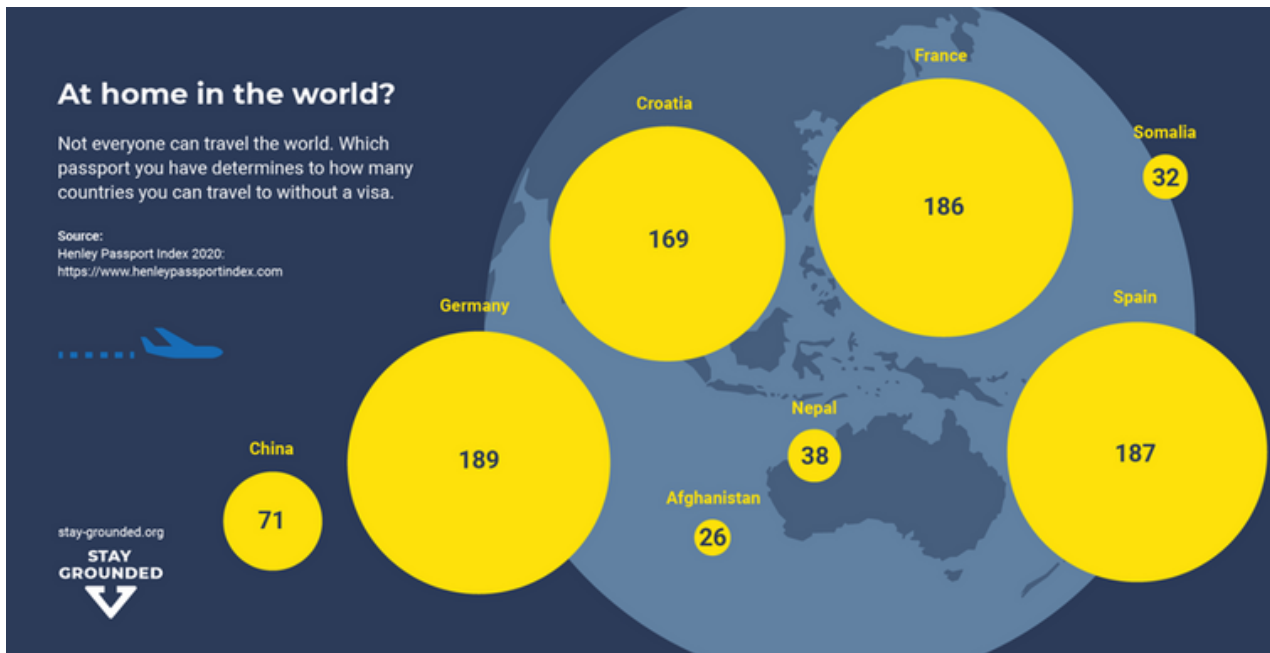 At home in the world?
Not everyone can travel the world. Which
passport you have determines to how many
countries you can travel to without a visa.
Source:
Henley Passport Index 2020:
https://www.henleypassportindex.com
France
186
Croatia
169
Somalia
32
Germany
189
Spain
187
China
71
Nepal
38
Afghanistan
26
stay-grounded.org
STAY
GROUNDED